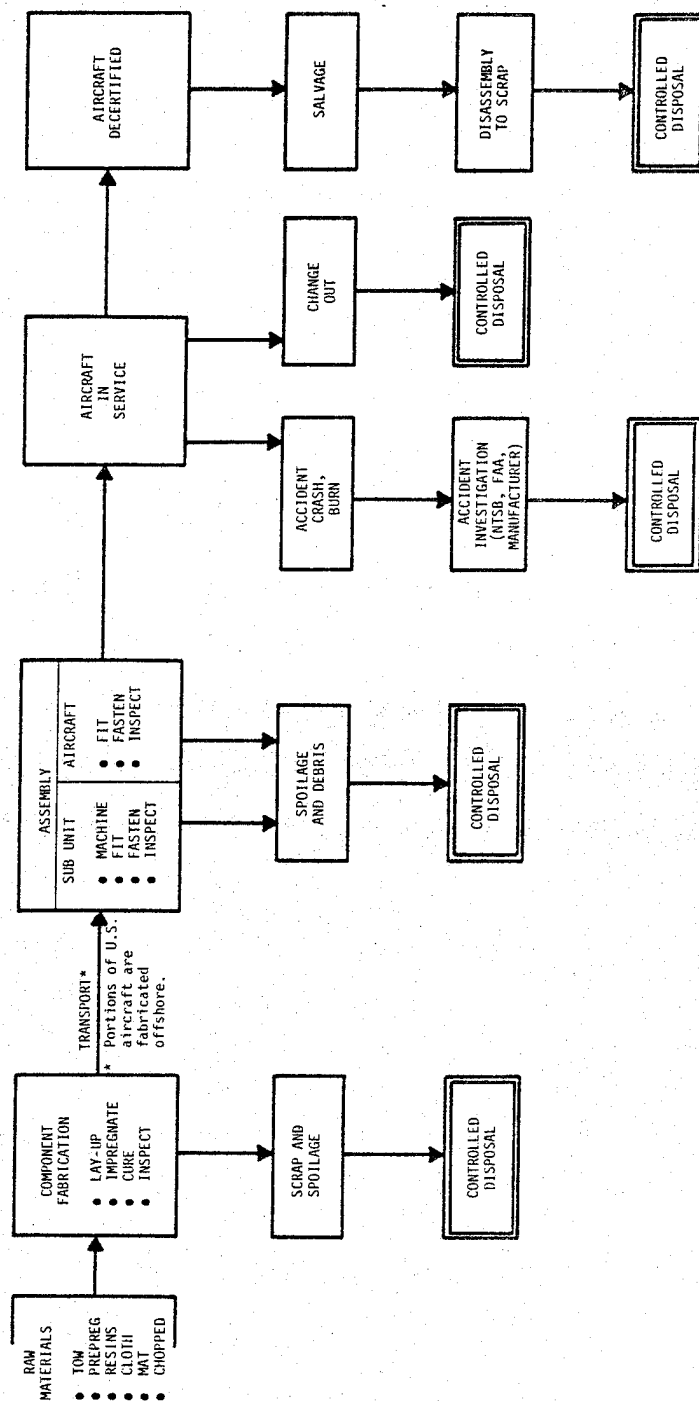 RAW
MATERIALS
● TOW
● PREPREG
● RESINS
● CLOTH
● MAT
● CHOPPED
COMPONENT
FABRICATION
● LAY-UP
● IMPREGNATE
● CURE
● INSPECT
SCRAP AND
SPOILAGE
CONTROLLED
DISPOSAL
TRANSPORT*
* Portions of U.S.
aircraft are
fabricated
offshore.
ASSEMBLY
SUB UNIT
● MACHINE
● FIT
● FASTEN
● INSPECT
AIRCRAFT
● FIT
● FASTEN
● INSPECT
SPOILAGE
AND DEBRIS
CONTROLLED
DISPOSAL
AIRCRAFT
IN
SERVICE
ACCIDENT
CRASH,
BURN
ACCIDENT
INVESTIGATION
(NTSB, FAA,
MANUFACTURER)
CONTROLLED
DISPOSAL
CHANGE
OUT
CONTROLLED
DISPOSAL
AIRCRAFT
DECERTIFIED
SALVAGE
DISASSEMBLY
TO SCRAP
CONTROLLED
DISPOSAL